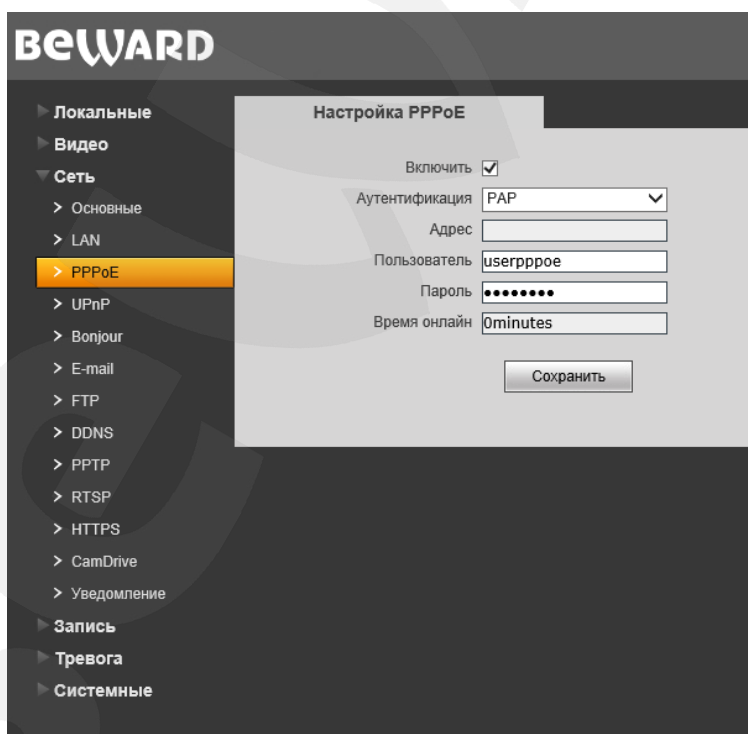 BEWARD
Локальные
Видео
Сеть
> Основные
> LAN
> PPPoE
> UPnP
> Bonjour
> E-mail
> FTP
> DDNS
> PPTP
> RTSP
> HTTPS
> CamDrive
> Уведомление
Запись
Тревога
Системные
Настройка PPPoE
Включить
Аутентификация PAP
Адрес
Пользователь userpppoe
Пароль ••••••••
Время онлайн 0minutes
Сохранить